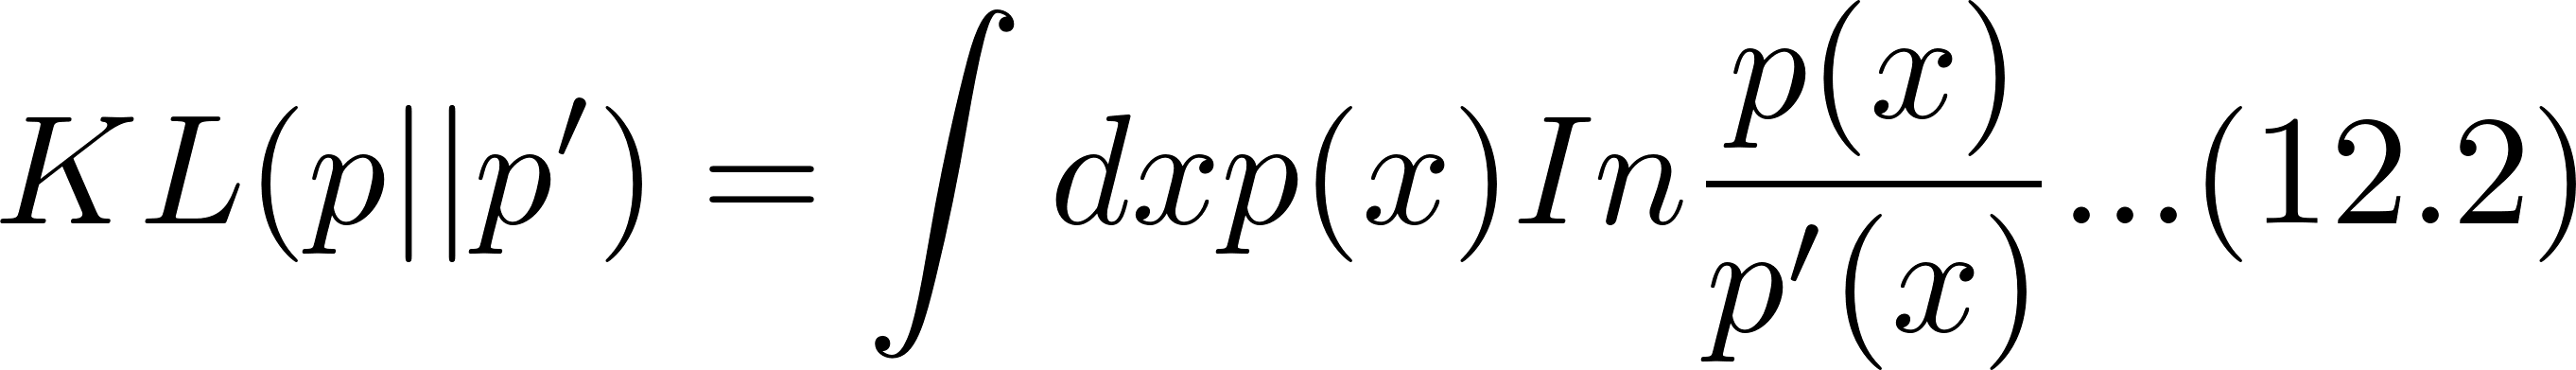 KL(p||p′) = ∫ dxp(x)In p(x)/p′(x) ...(12.2)